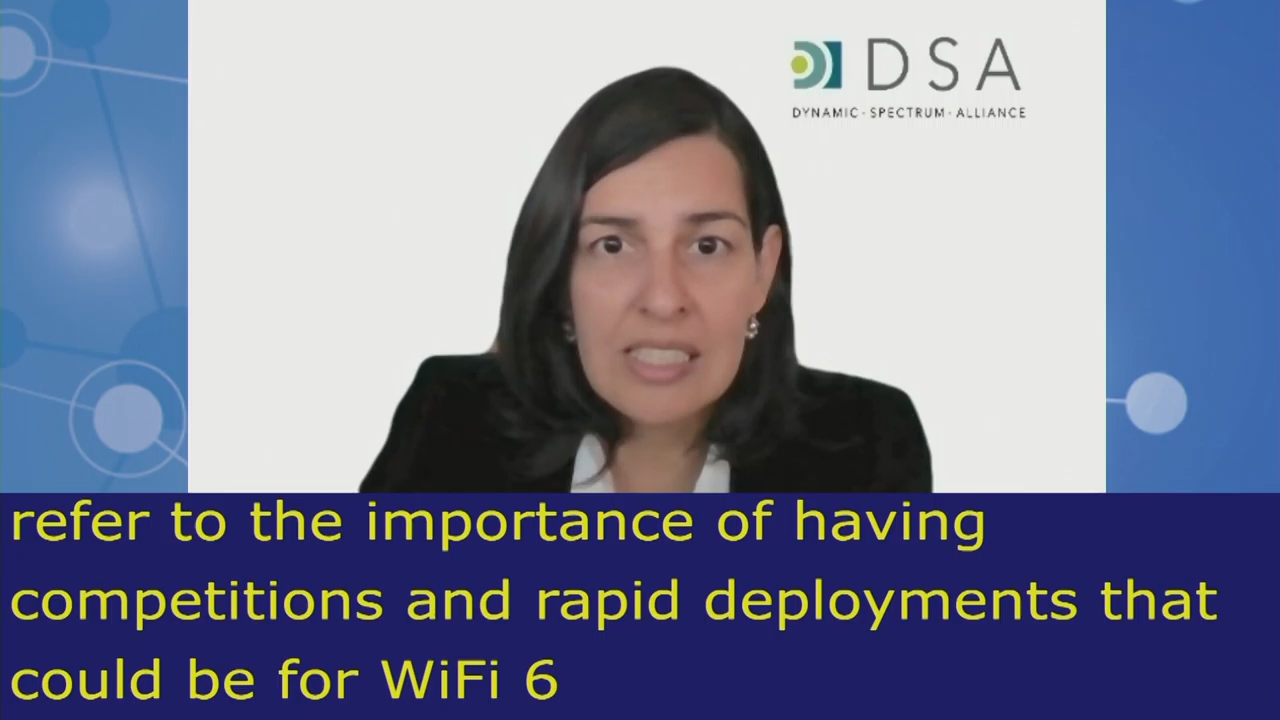 DSA
DYNAMIC · SPECTRUM · ALLIANCE
refer to the importance of having
competitions and rapid deployments that
could be for WiFi 6